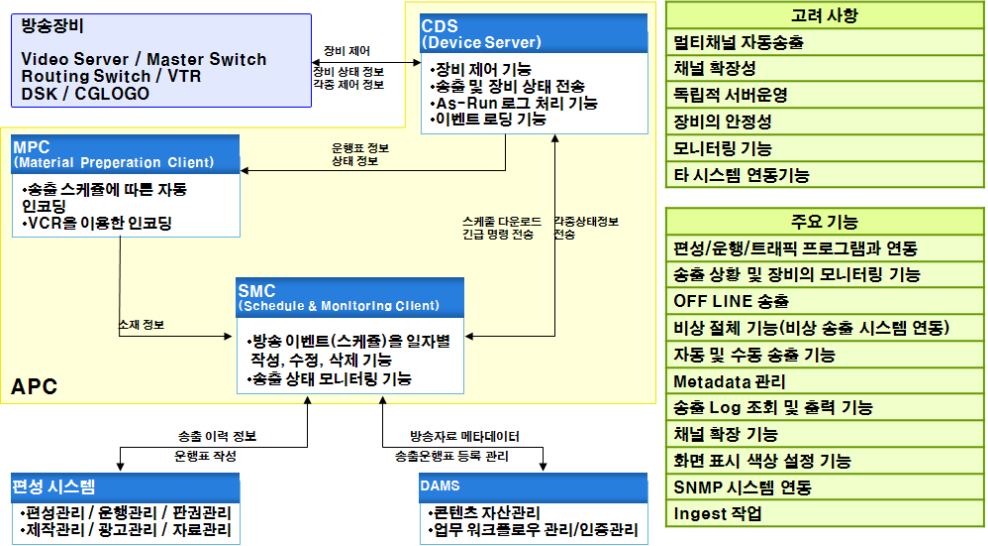 방송장비
Video Server / Master Switch
Routing Switch / VTR
DSK / CGLOGO
장비 제어
장비 상태 정보
각종 제어 정보
CDS
(Device Server)
•장비 제어 기능
•송출 및 장비 상태 전송
•As-Run 로그 처리 기능
•이벤트 로딩 기능
MPC
(Material Preperation Client)
•송출 스케쥴에 따른 자동
인코딩
•VCR을 이용한 인코딩
운행표 정보
상태 정보
스케줄 다운로드
긴급 명령 전송
각종상태정보
전송
소재 정보
SMC
(Schedule & Monitoring Client)
•방송 이벤트(스케쥴)을 일자별
작성, 수정, 삭제 기능
•송출 상태 모니터링 기능
APC
송출 이력 정보
운행표 작성
방송자료 메타데이터
송출운행표 등록 관리
편성 시스템
•편성관리 / 운행관리 / 판권관리
•제작관리 / 광고관리 / 자료관리
DAMS
•콘텐츠 자산관리
•업무 워크플로우 관리/인증관리
고려 사항
멀티채널 자동송출
채널 확장성
독립적 서버운영
장비의 안정성
모니터링 기능
타 시스템 연동기능
주요 기능
편성/운행/트래픽 프로그램과 연동
송출 상황 및 장비의 모니터링 기능
OFF LINE 송출
비상 절체 기능(비상 송출 시스템 연동)
자동 및 수동 송출 기능
Metadata 관리
송출 Log 조회 및 출력 기능
채널 확장 기능
화면 표시 색상 설정 기능
SNMP 시스템 연동
Ingest 작업